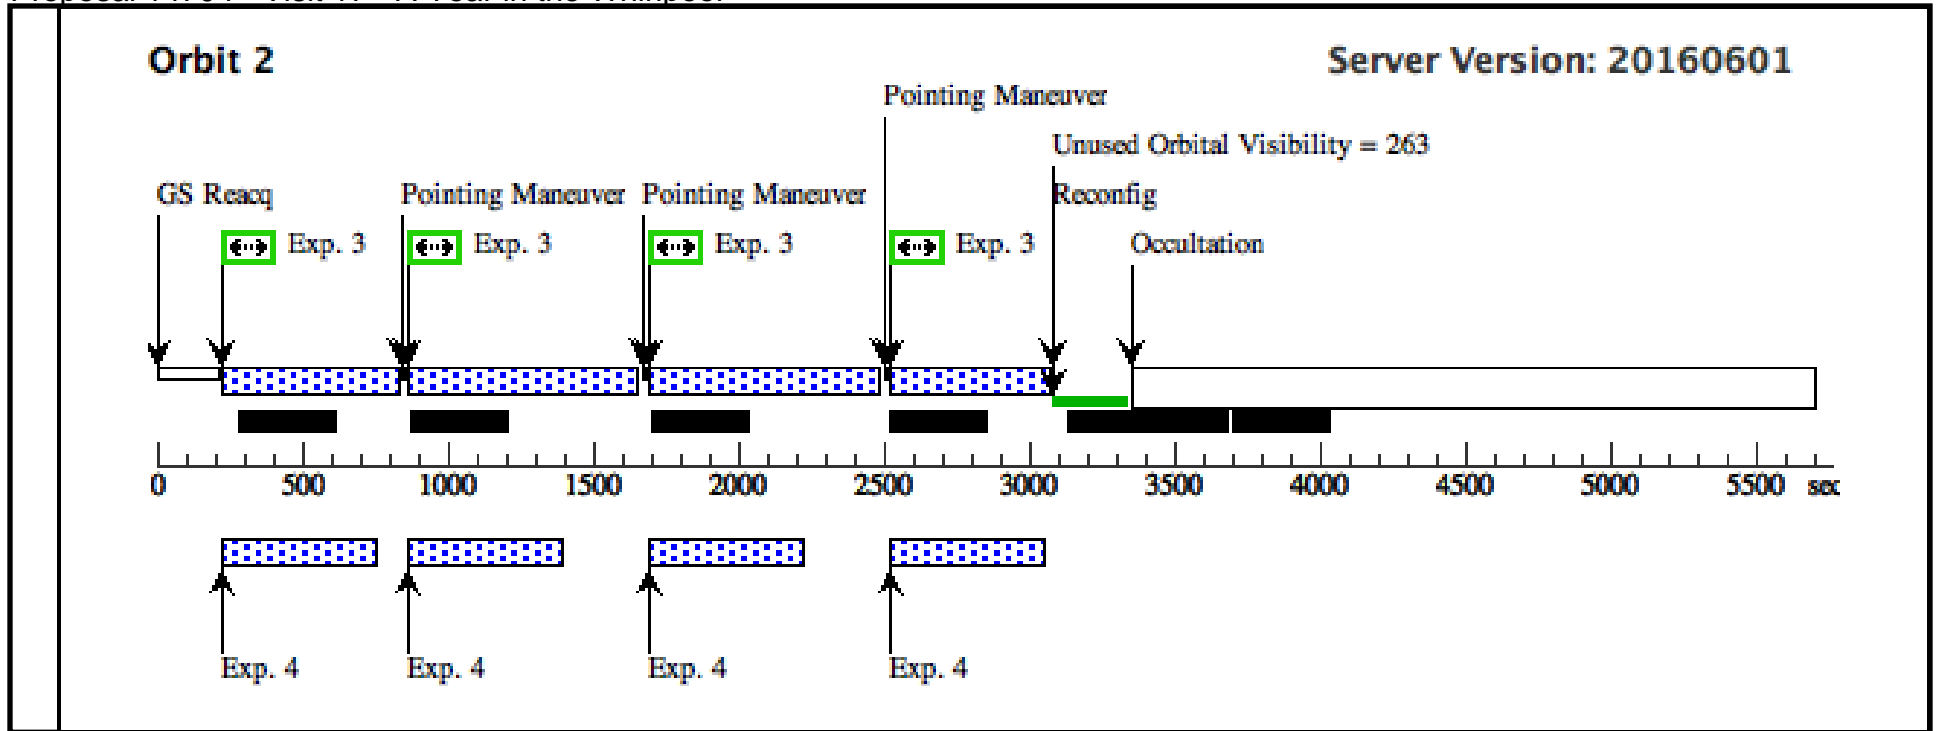 Orbit 2
Server Version: 20160601
Pointing Maneuver
Unused Orbital Visibility = 263
GS Reacq
Pointing Maneuver
Pointing Maneuver
Reconfig
Exp. 3
Exp. 3
Exp. 3
Exp. 3
Occultation
0 500 1000 1500 2000 2500 3000 3500 4000 4500 5000 5500 sec
Exp. 4
Exp. 4
Exp. 4
Exp. 4